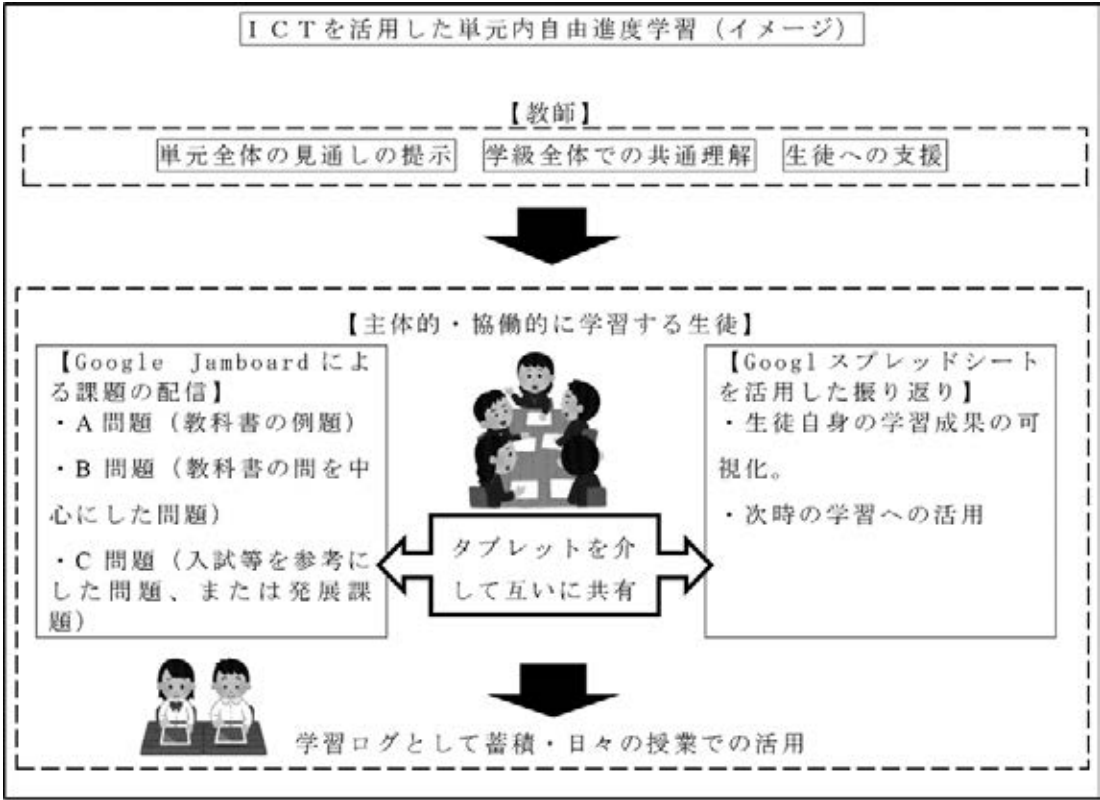 ICTを活用した単元内自由進度学習（イメージ）
【教師】
単元全体の見通しの提示
学級全体での共通理解
生徒への支援
【主体的・協働的に学習する生徒】
【Google Jamboardによ
る課題の配信】
・A問題（教科書の例題）
・B問題（教科書の問を中
心にした問題）
・C問題（入試等を参考に
した問題、または発展課
題）
タブレットを介
して互いに共有
【Googlスプレッドシート
を活用した振り返り】
・生徒自身の学習成果の可
視化。
・次時の学習への活用
学習ログとして蓄積・日々の授業での活用